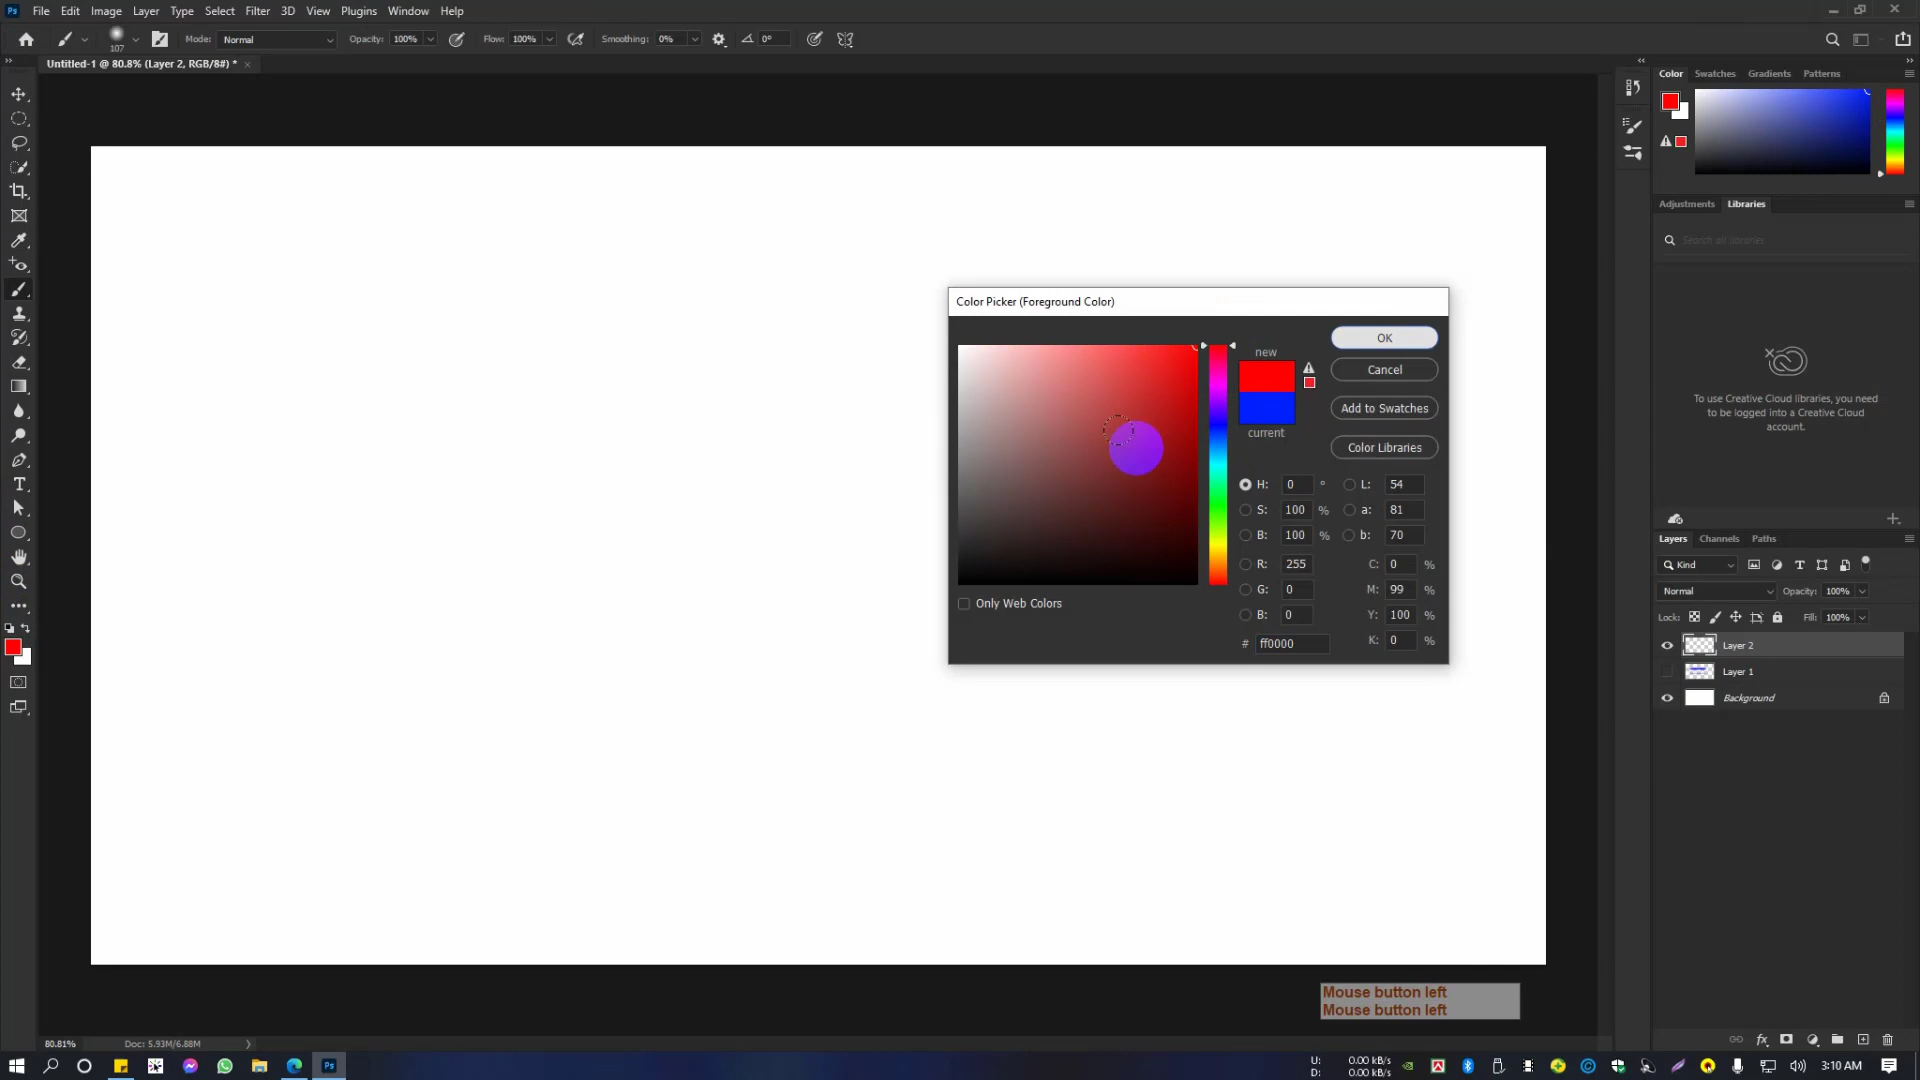 Ps File Edit Image Layer Type Select Filter 3D View Plugins Window Help
107 Mode: Normal Opacity: 100% Flow: 100% Smoothing: 0% 0°
Untitled-1 @ 80.8% (Layer 2, RGB/8#) * ×
Color Swatches Gradients Patterns
Adjustments Libraries
Search all libraries
To use Creative Cloud libraries, you
need to be logged into a Creative Cloud
account.
Color Picker (Foreground Color)
new
current
OK
Cancel
Add to Swatches
Color Libraries
H: 0 ° L: 54
S: 100 % a: 81
B: 100 % b: 70
R: 255 C: 0 %
G: 0 M: 99 %
B: 0 Y: 100 %
# ff0000 K: 0 %
Only Web Colors
Layers Channels Paths
Kind
Normal Opacity: 100%
Lock: Fill: 100%
Layer 2
Layer 1
Background
Mouse button left
Mouse button left
80.81% Doc: 5.93M/6.88M
Ps
U: 0.00 kB/s
D: 0.00 kB/s
3:10 AM